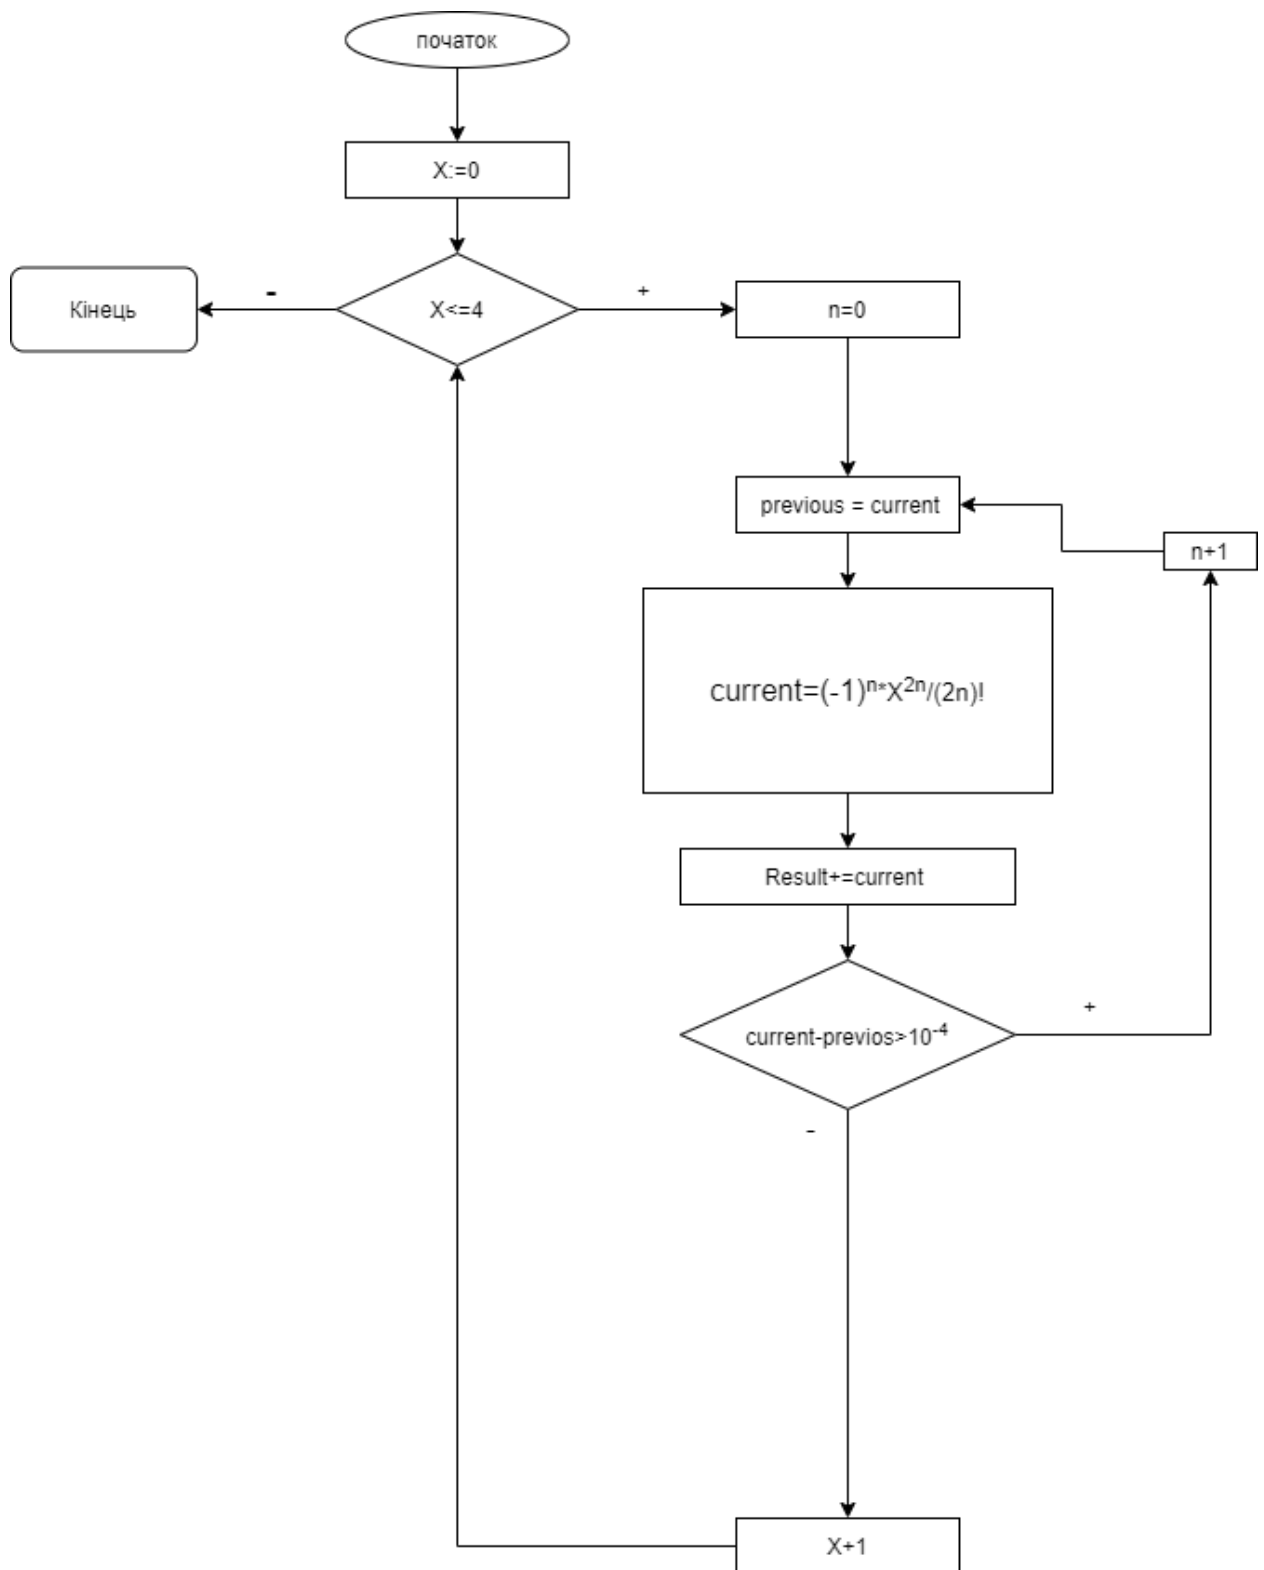 початок
X:=0
X<=4
-
+
Кінець
n=0
previous = current
n+1
current=(-1)ⁿ*X²ⁿ/(2n)!
Result+=current
current-previos>10⁻⁴
+
-
X+1